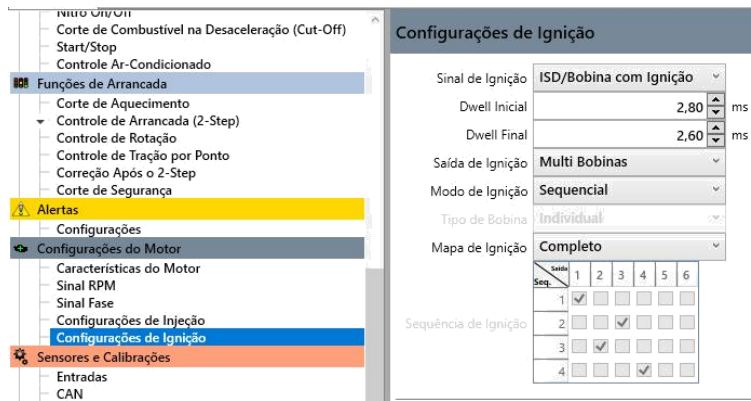 Nitro On/Off
Corte de Combustível na Desaceleração (Cut-Off)
Start/Stop
Controle Ar-Condicionado
Funções de Arrancada
Corte de Aquecimento
Controle de Arrancada (2-Step)
Controle de Rotação
Controle de Tração por Ponto
Correção Após o 2-Step
Corte de Segurança
Alertas
Configurações
Configurações do Motor
Características do Motor
Sinal RPM
Sinal Fase
Configurações de Injeção
Configurações de Ignição
Sensores e Calibrações
Entradas
CAN
Configurações de Ignição
Sinal de Ignição ISD/Bobina com Ignição
Dwell Inicial 2,80 ms
Dwell Final 2,60 ms
Saída de Ignição Multi Bobinas
Modo de Ignição Sequencial
Tipo de Bobina Individual
Mapa de Ignição Completo
Sequência de Ignição
Saída 1 2 3 4 5 6
Seq.
1
2
3
4